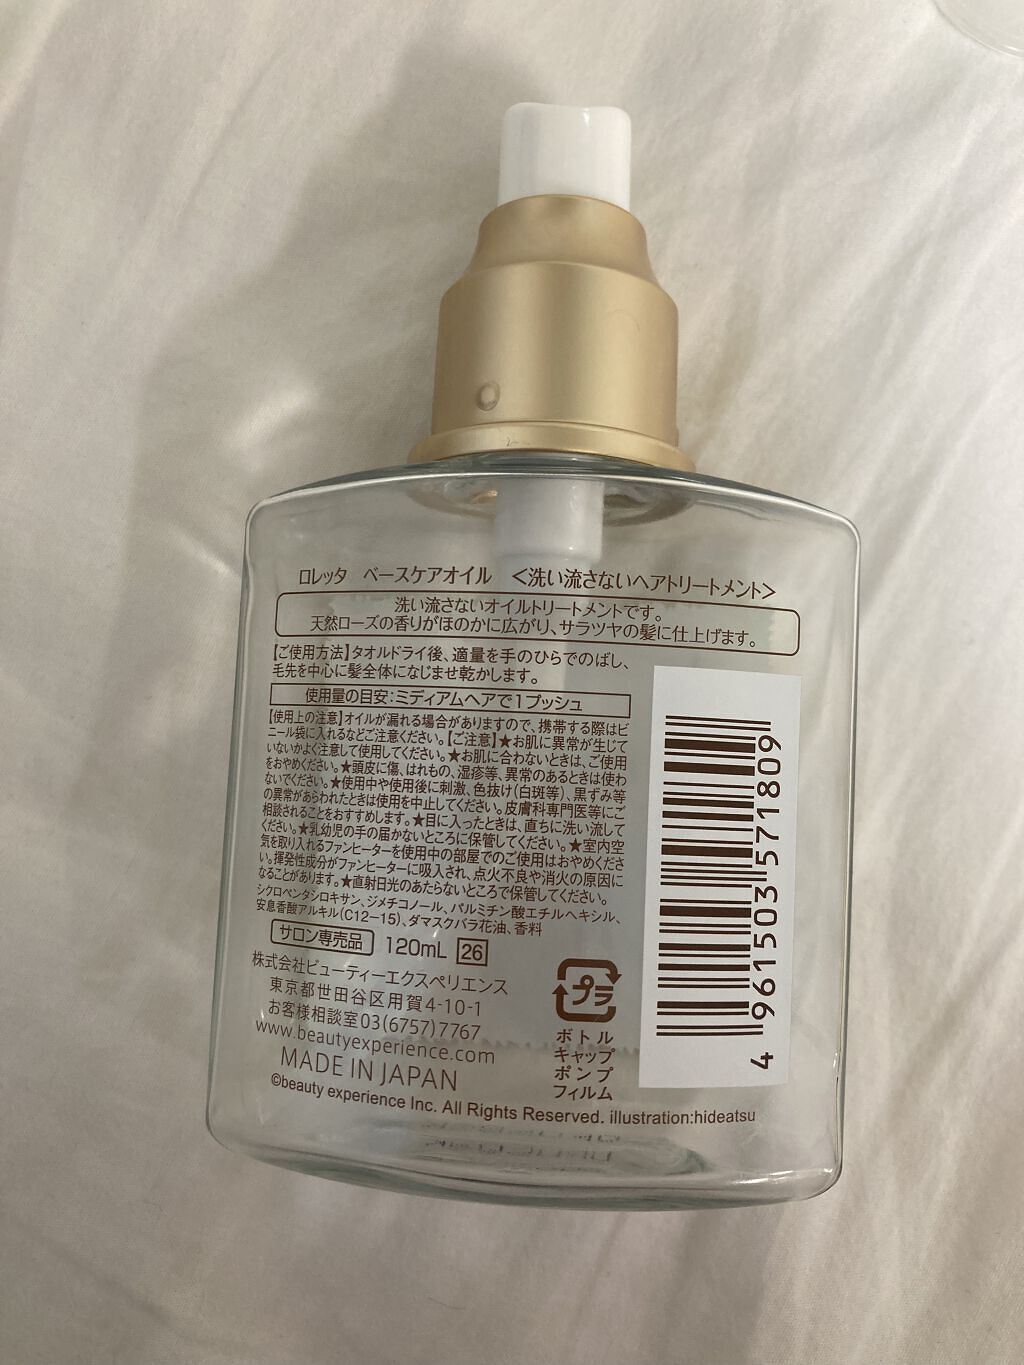 ロレッタ ベースケアオイル <洗い流さないヘアトリートメント>
洗い流さないオイルトリートメントです。
天然ローズの香りがほのかに広がり、サラツヤの髪に仕上げます。
【ご使用方法】タオルドライ後、適量を手のひらでのばし、
毛先を中心に髪全体になじませ乾かします。
使用量の目安:ミディアムヘアで1プッシュ
【使用上の注意】オイルが漏れる場合がありますので、携帯する際はビ
ニール袋に入れるなどご注意ください。【ご注意】★お肌に異常が生じて
いないかよく注意して使用してください。★お肌に合わないときは、ご使用
をおやめください。★頭皮に傷、はれもの、湿疹等、異常のあるときは使わ
ないでください。★使用中や使用後に刺激、色抜け(白斑等)、黒ずみ等
の異常があらわれたときは使用を中止してください。皮膚科専門医等にご
相談されることをおすすめします。★目に入ったときは、直ちに洗い流して
ください。★乳幼児の手の届かないところに保管してください。★室内空
気を取り入れるファンヒーターを使用中の部屋でのご使用はおやめくださ
い。揮発性成分がファンヒーターに吸入され、点火不良や消火の原因に
なることがあります。★直射日光のあたらないところで保管してください。
シクロペンタシロキサン、ジメチコノール、パルミチン酸エチルヘキシル、
安息香酸アルキル(C12-15)、ダマスクバラ花油、香料
サロン専売品 120mL 26
株式会社ビューティーエクスペリエンス
東京都世田谷区用賀4-10-1
お客様相談室03(6757)7767
www.beautyexperience.com
MADE IN JAPAN
©beauty experience Inc. All Rights Reserved. illustration:hideatsu
プラ
ボトル
キャップ
ポンプ
フィルム
4 961503 571809